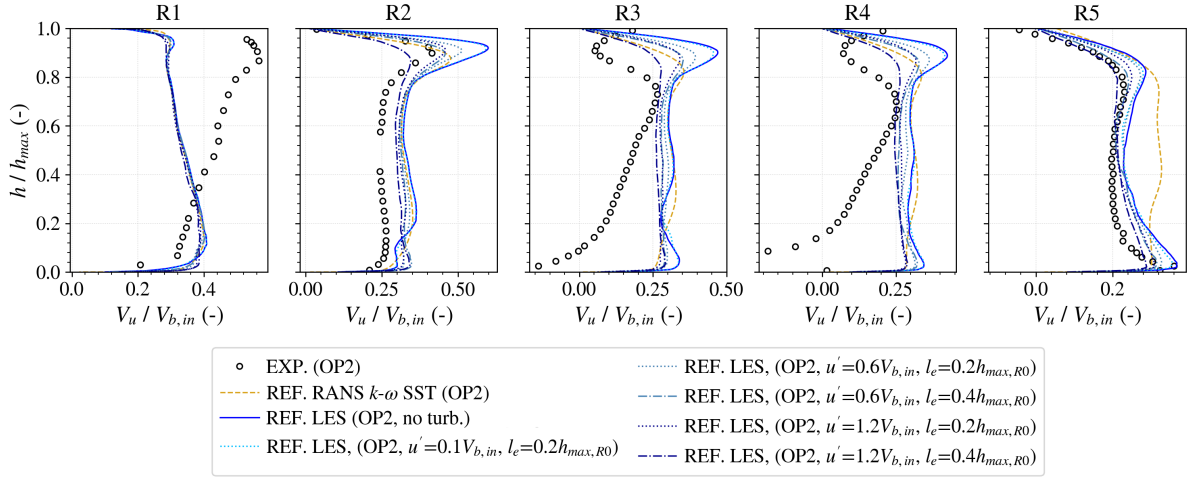 R1 R2 R3 R4 R5
h / h_max (-)
1.0
0.8
0.6
0.4
0.2
0.0
0.0 0.2 0.4 0.00 0.25 0.50 0.00 0.25 0.50 0.00 0.25 0.0 0.2
V_u / V_b,in (-) V_u / V_b,in (-) V_u / V_b,in (-) V_u / V_b,in (-) V_u / V_b,in (-)
EXP. (OP2)
REF. RANS k-ω SST (OP2)
REF. LES (OP2, no turb.)
REF. LES, (OP2, u′=0.1V_b,in, l_e=0.2h_max,R0)
REF. LES, (OP2, u′=0.6V_b,in, l_e=0.2h_max,R0)
REF. LES, (OP2, u′=0.6V_b,in, l_e=0.4h_max,R0)
REF. LES, (OP2, u′=1.2V_b,in, l_e=0.2h_max,R0)
REF. LES, (OP2, u′=1.2V_b,in, l_e=0.4h_max,R0)